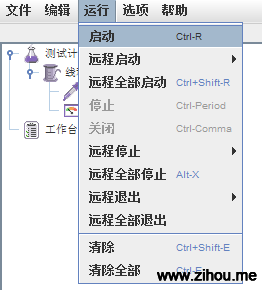 文件 编辑 运行 选项 帮助
测试计
启动 Ctrl-R
线
远程启动
远程全部启动 Ctrl+Shift-R
停止 Ctrl-Period
工作台
关闭 Ctrl-Comma
远程停止
远程全部停止 Alt-X
远程退出
远程全部退出
清除 Ctrl+Shift-E
清除全部 Ctrl-E
www.zihou.me